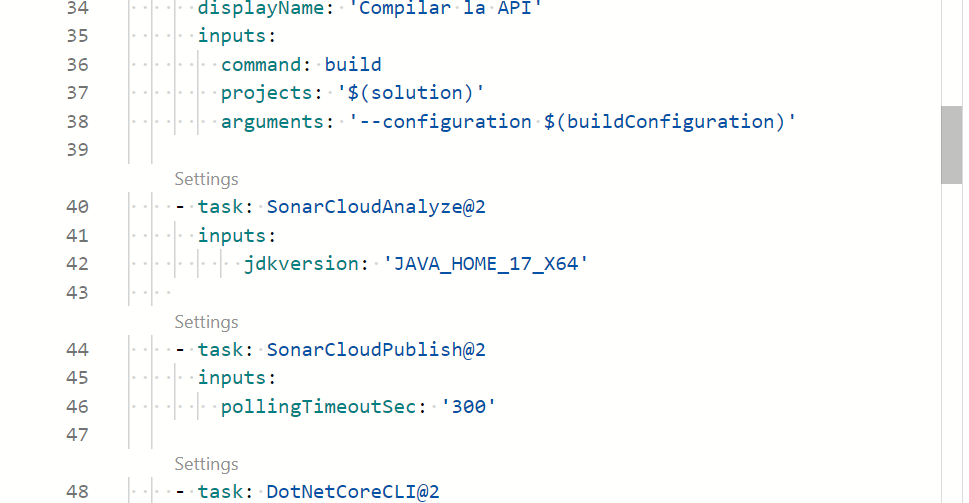 34 displayName: 'Compilar la API'
35 inputs:
36 command: build
37 projects: '$(solution)'
38 arguments: '--configuration $(buildConfiguration)'
39
Settings
40 - task: SonarCloudAnalyze@2
41 inputs:
42 jdkversion: 'JAVA_HOME_17_X64'
43
Settings
44 - task: SonarCloudPublish@2
45 inputs:
46 pollingTimeoutSec: '300'
47
Settings
48 - task: DotNetCoreCLI@2